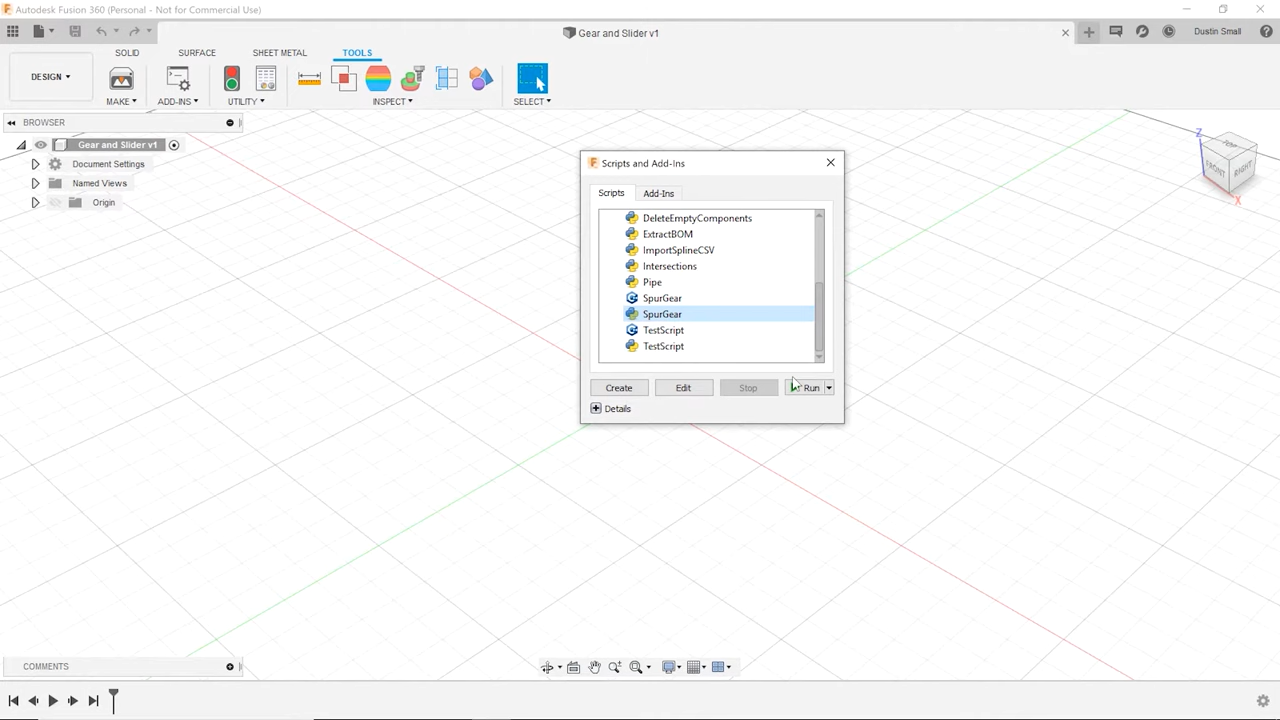 Autodesk Fusion 360 (Personal - Not for Commercial Use)
Gear and Slider v1
Dustin Small
SOLID
SURFACE
SHEET METAL
TOOLS
DESIGN
MAKE
ADD-INS
UTILITY
INSPECT
SELECT
BROWSER
Gear and Slider v1
Document Settings
Named Views
Origin
Scripts and Add-Ins
Scripts
Add-Ins
DeleteEmptyComponents
ExtractBOM
ImportSplineCSV
Intersections
Pipe
SpurGear
SpurGear
TestScript
TestScript
Create
Edit
Stop
Run
Details
Z
TOP
FRONT
RIGHT
X
COMMENTS